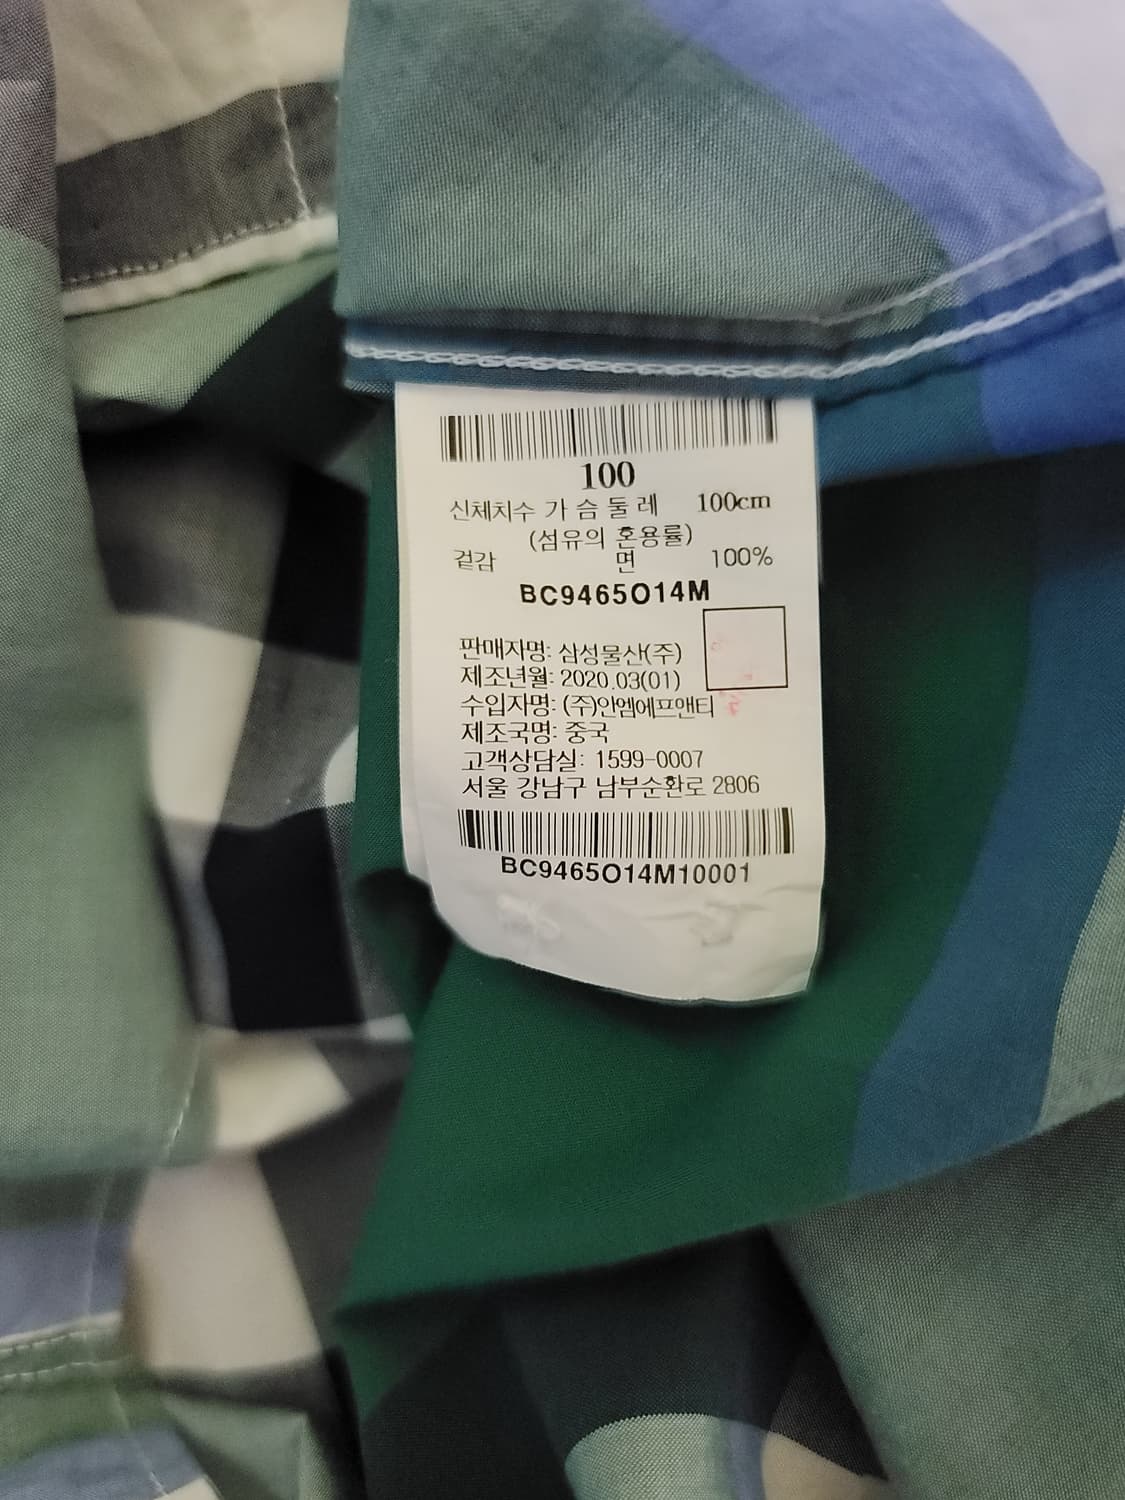 100
신체치수 가슴둘레 100cm
(섬유의 혼용률)
겉감 면 100%
BC9465O14M
판매자명: 삼성물산(주)
제조년월: 2020.03(01)
수입자명: (주)안엠에프앤티
제조국명: 중국
고객상담실: 1599-0007
서울 강남구 남부순환로 2806
BC9465O14M10001